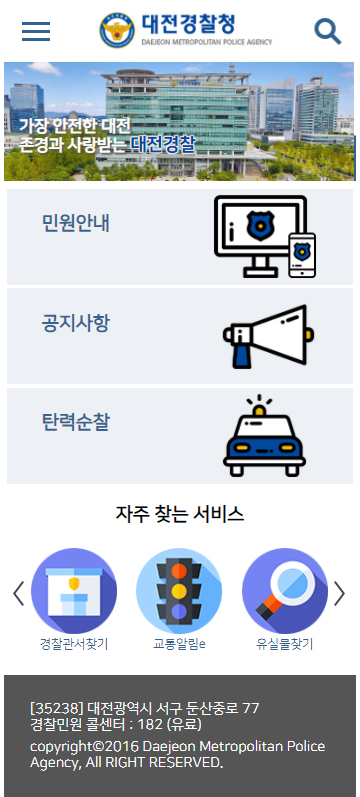 대전경찰청
DAEJEON METROPOLITAN POLICE AGENCY
가장 안전한 대전
존경과 사랑받는 대전경찰
민원안내
공지사항
탄력순찰
자주 찾는 서비스
경찰관서찾기
교통알림e
유실물찾기
[35238] 대전광역시 서구 둔산중로 77
경찰민원 콜센터 : 182 (유료)
copyright©2016 Daejeon Metropolitan Police
Agency, All RIGHT RESERVED.